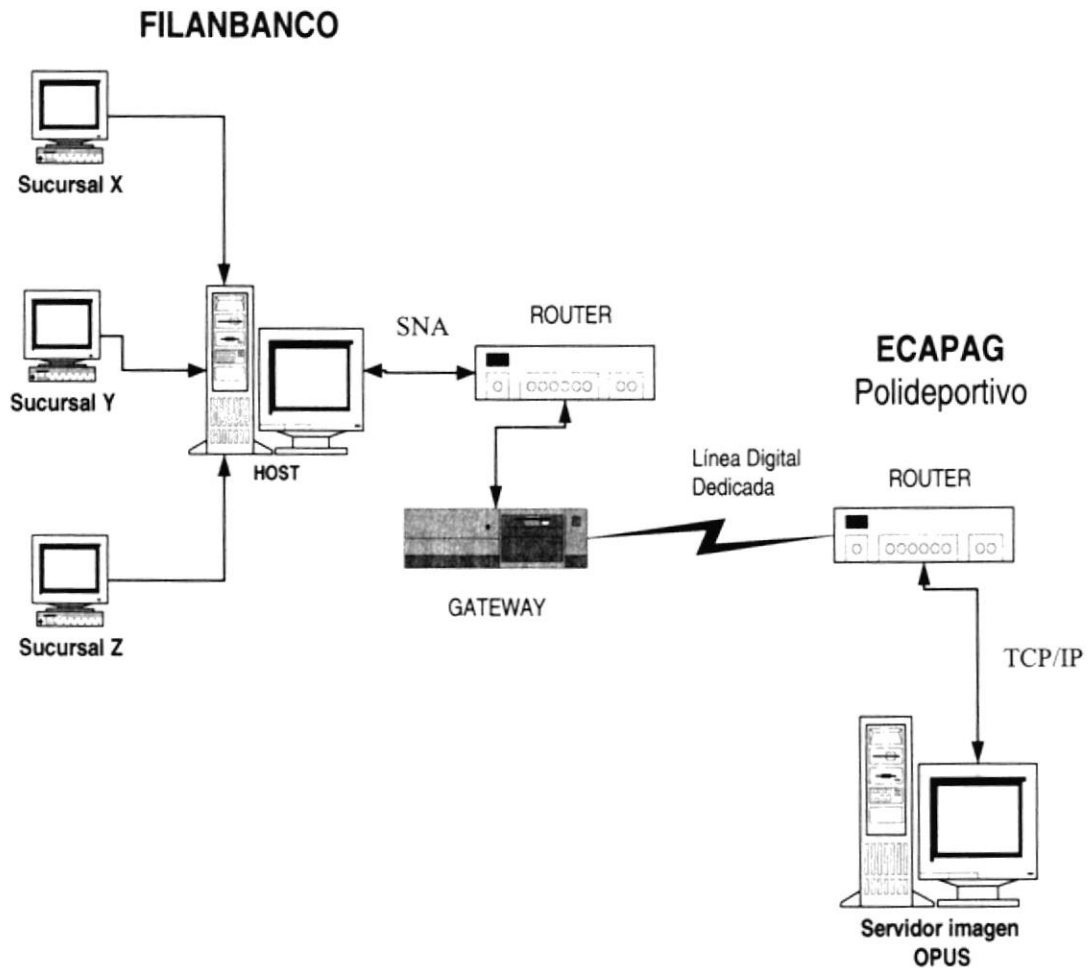 FILANBANCO
Sucursal X
Sucursal Y
Sucursal Z
HOST
SNA
ROUTER
GATEWAY
Línea Digital
Dedicada
ECAPAG
Polideportivo
ROUTER
TCP/IP
Servidor imagen
OPUS